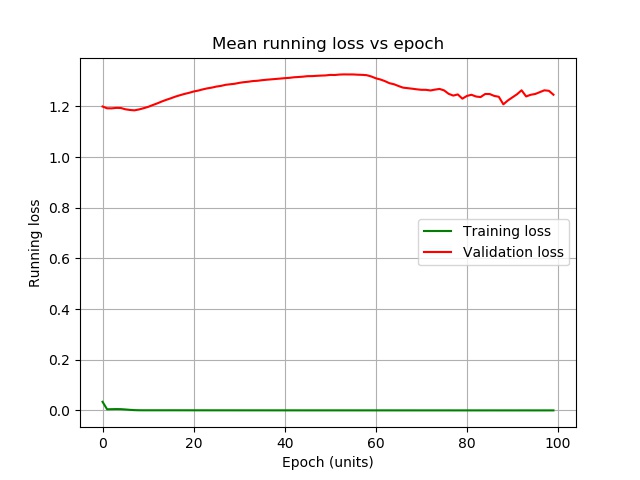 Mean running loss vs epoch
Running loss
1.2
1.0
0.8
0.6
0.4
0.2
0.0
Training loss
Validation loss
0 20 40 60 80 100
Epoch (units)